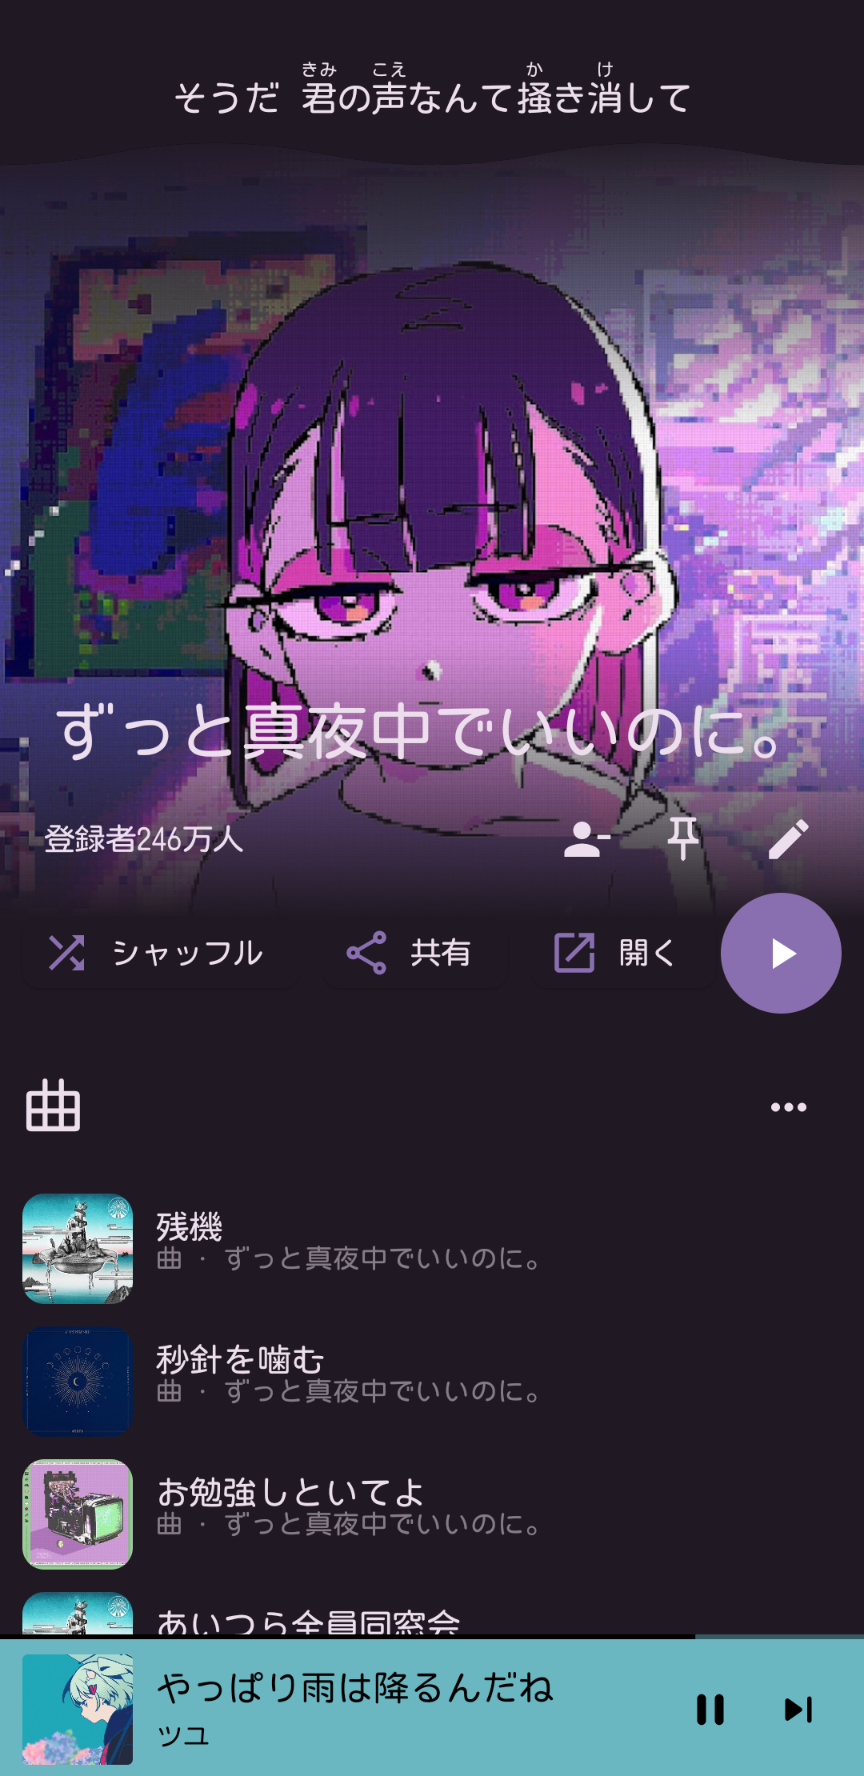 きみ こえ か け
そうだ 君の声なんて掻き消して
ずっと真夜中でいいのに。
登録者246万人
シャッフル
共有
開く
残機
曲 · ずっと真夜中でいいのに。
秒針を噛む
曲 · ずっと真夜中でいいのに。
お勉強しといてよ
曲 · ずっと真夜中でいいのに。
あいつら全員同窓会
やっぱり雨は降るんだね
ツユ